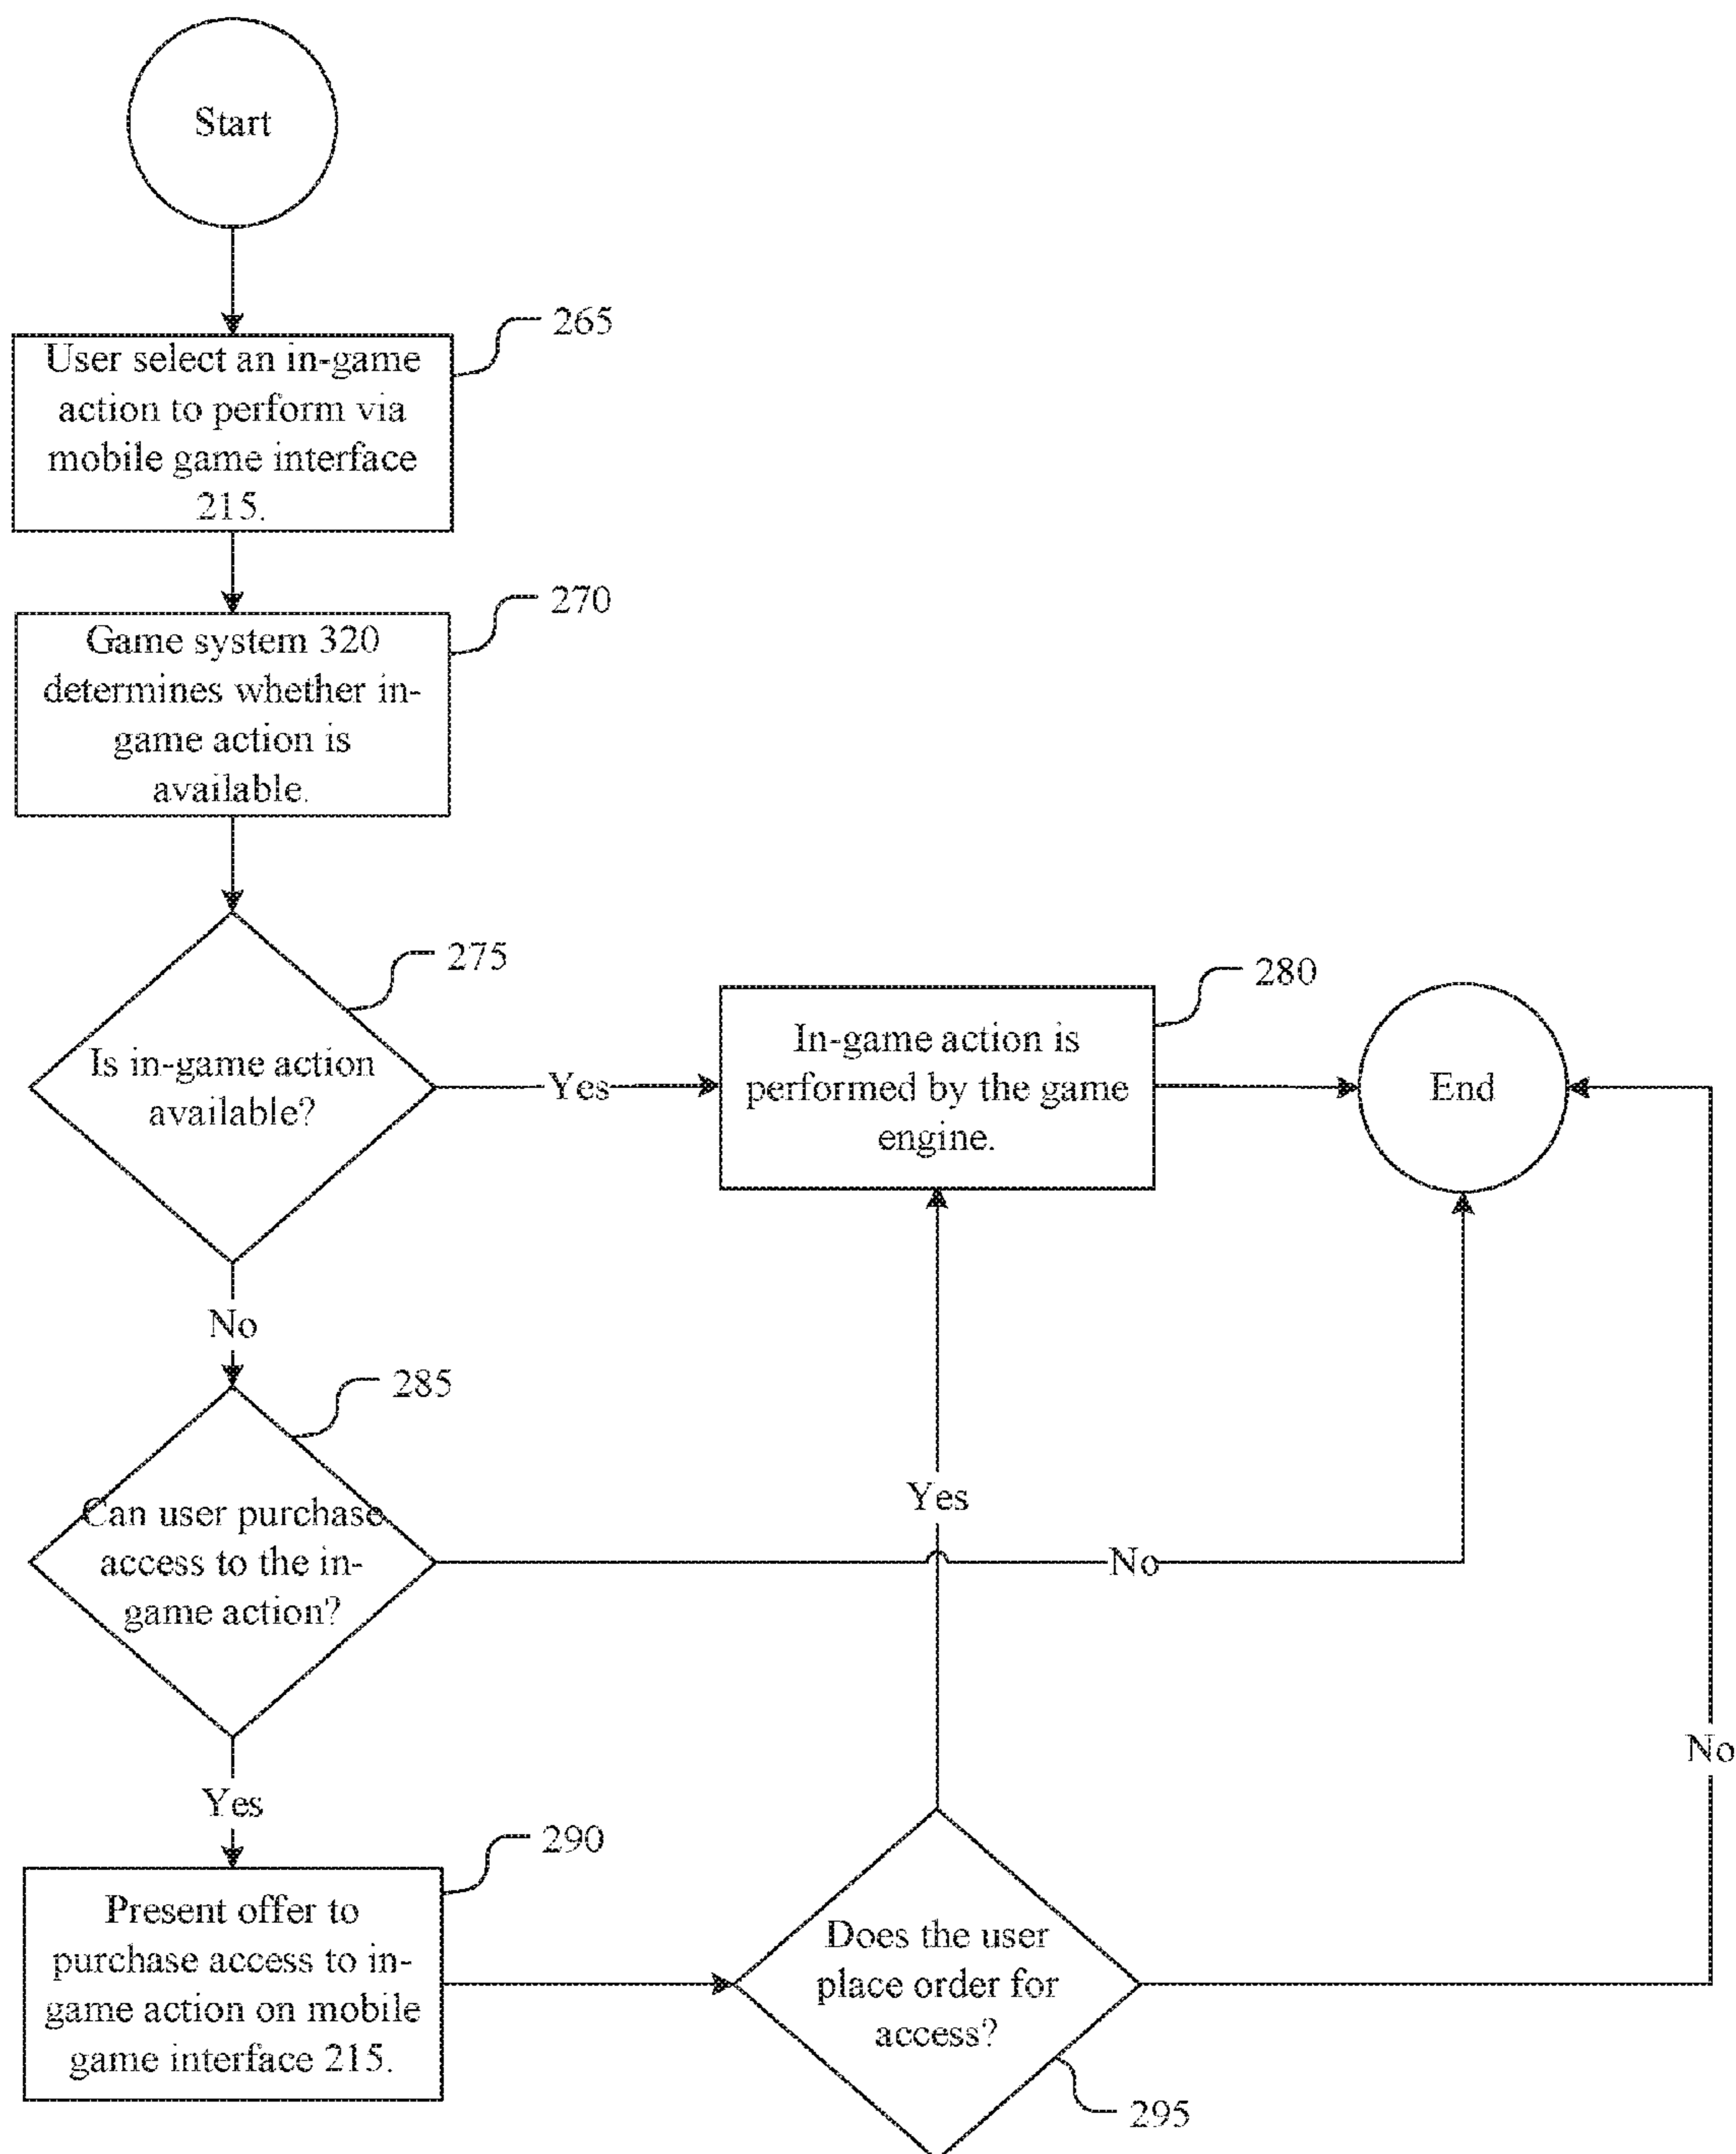 Start
265
User select an in-game
action to perform via
mobile game interface
215.
270
Game system 320
determines whether in-
game action is
available.
275
Is in-game action
available?
Yes
280
In-game action is
performed by the game
engine.
End
No
285
Can user purchase
access to the in-
game action?
Yes
No
No
Yes
290
Present offer to
purchase access to in-
game action on mobile
game interface 215.
Does the user
place order for
access?
295